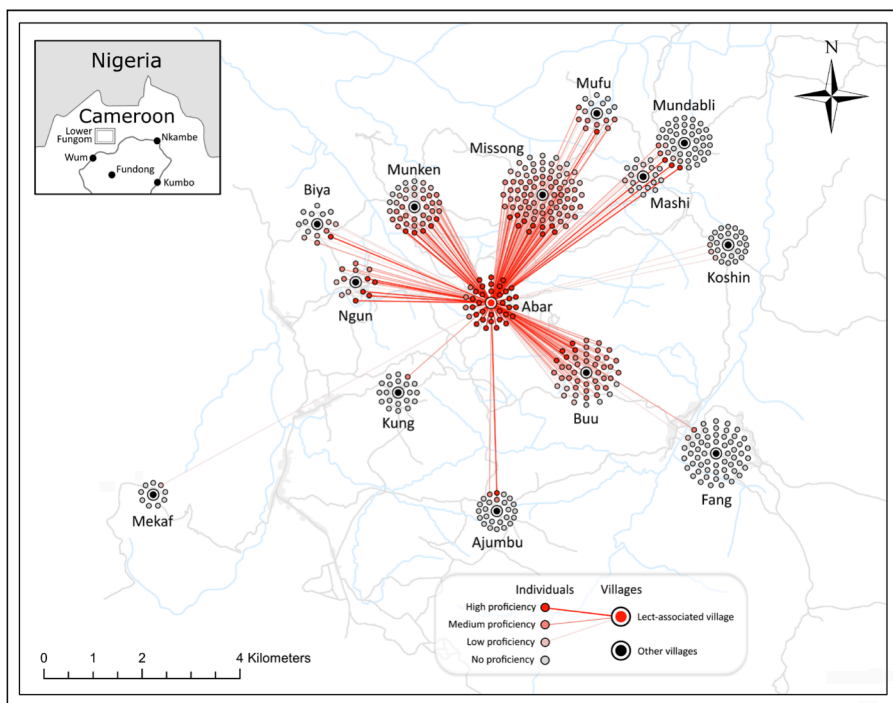 Nigeria
Cameroon
Lower
Fungom
Nkambe
Wum
Fundong
Kumbo
N
Mufu
Mundabli
Missong
Munken
Biya
Mashi
Koshin
Ngun
Abar
Kung
Buu
Fang
Mekaf
Ajumbu
Individuals Villages
High proficiency
Lect-associated village
Medium proficiency
Low proficiency
Other villages
No proficiency
0 1 2 4 Kilometers